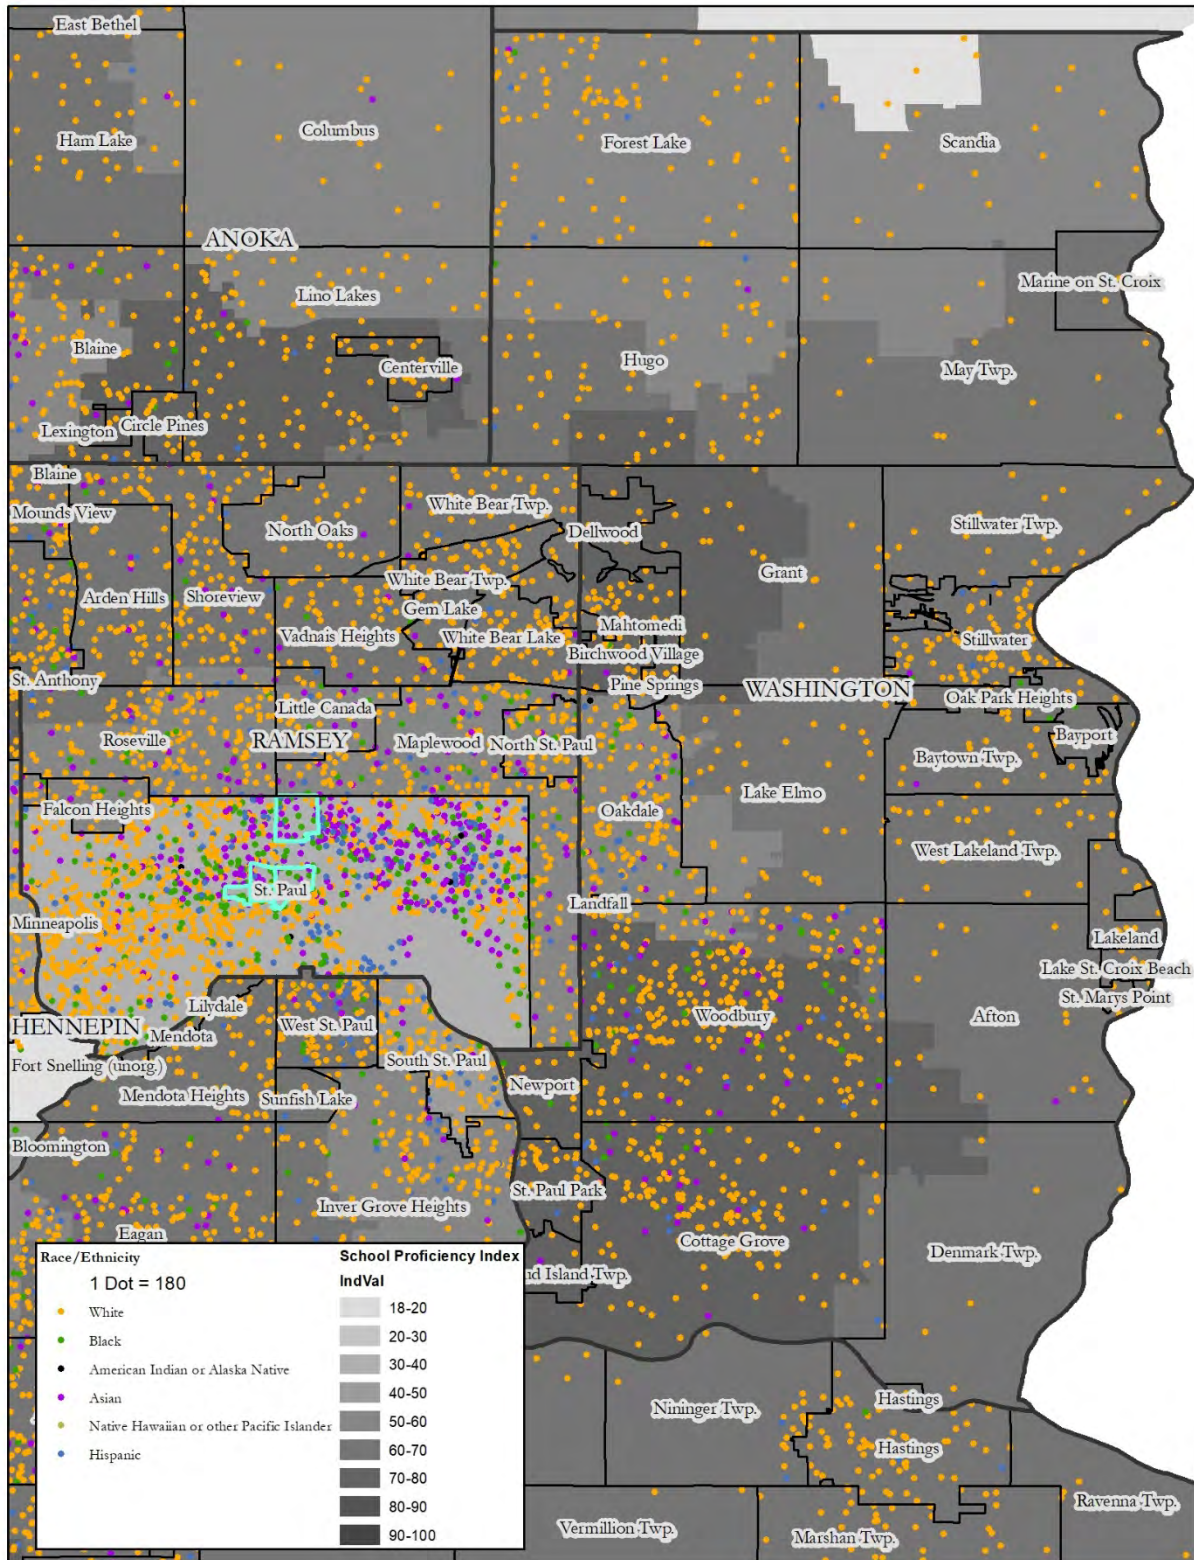 East Bethel
Ham Lake
Columbus
Forest Lake
Scandia
ANOKA
Marine on St. Croix
Lino Lakes
Blaine
Centerville
Hugo
May Twp.
Lexington
Circle Pines
Blaine
White Bear Twp.
Mounds View
North Oaks
Dellwood
Stillwater Twp.
Grant
White Bear Twp.
Arden Hills
Shoreview
Gem Lake
Mahtomedi
Vadnais Heights
White Bear Lake
Stillwater
Birchwood Village
St. Anthony
Pine Springs
WASHINGTON
Oak Park Heights
Little Canada
Roseville
RAMSEY
Maplewood
North St. Paul
Bayport
Baytown Twp.
Falcon Heights
Oakdale
Lake Elmo
West Lakeland Twp.
St. Paul
Landfall
Minneapolis
Lakeland
Lake St. Croix Beach
St. Marys Point
Lilydale
Woodbury
Afton
HENNEPIN
Mendota
West St. Paul
South St. Paul
Fort Snelling (unorg.)
Newport
Mendota Heights
Sunfish Lake
Bloomington
St. Paul Park
Inver Grove Heights
Eagan
Cottage Grove
Denmark Twp.
ud Island Twp.
Race/Ethnicity
1 Dot = 180
White
Black
American Indian or Alaska Native
Asian
Native Hawaiian or other Pacific Islander
Hispanic
School Proficiency Index
IndVal
18-20
20-30
30-40
40-50
50-60
60-70
70-80
80-90
90-100
Hastings
Nininger Twp.
Hastings
Ravenna Twp.
Vermillion Twp.
Marshan Twp.